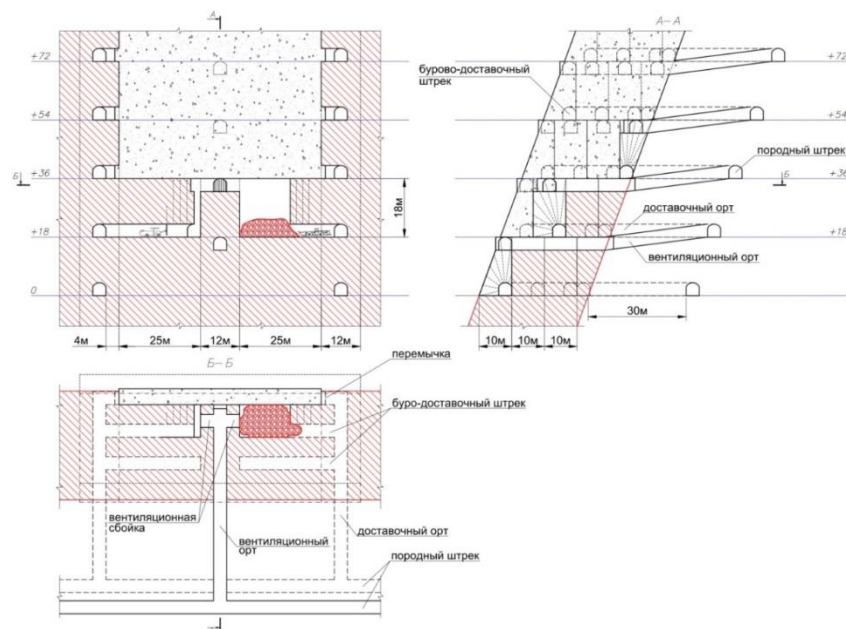 А
А–А
+72
бурово-доставочный
штрек
+72
+54
+54
породный штрек
+36
Б
Б
+36
18м
доставочный орт
+18
+18
вентиляционный орт
0
0
30м
4м
25м
12м
25м
12м
10м
10м
10м
Б–Б
перемычка
буро-доставочный штрек
вентиляционная
сбойка
вентиляционный
орт
доставочный орт
породный штрек